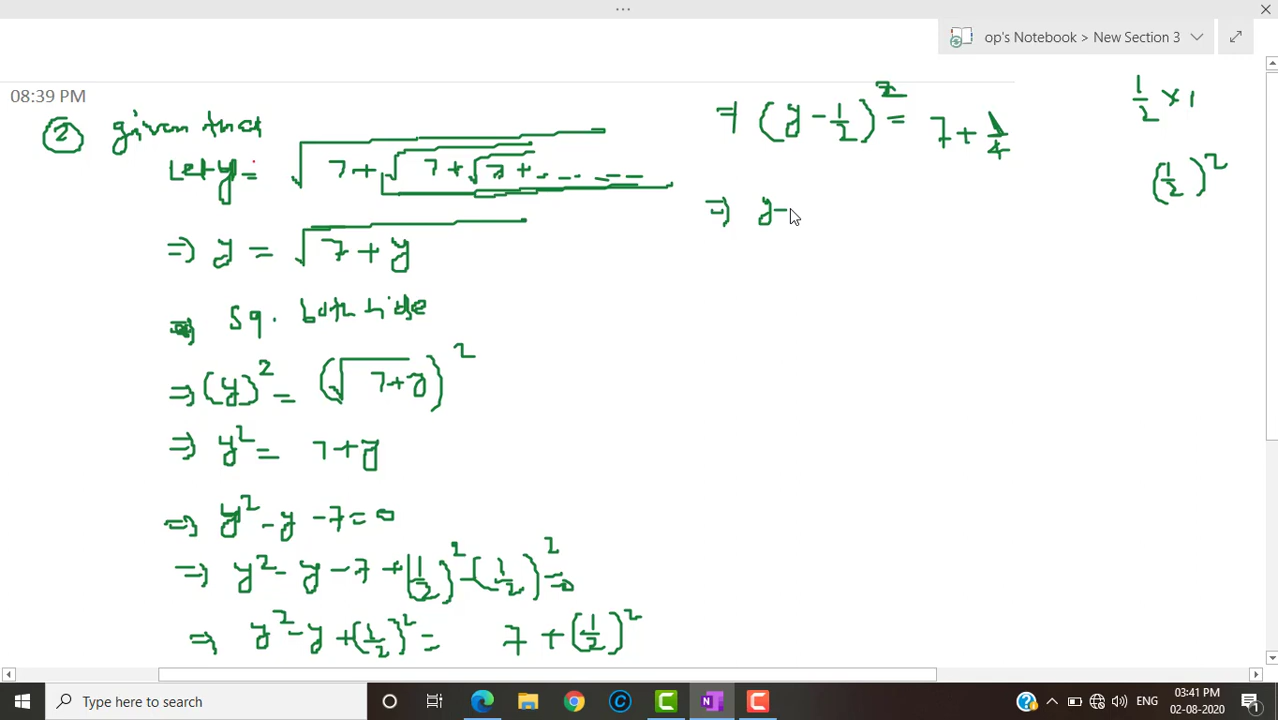 ...
op's Notebook > New Section 3
08:39 PM
② given that
Let y = √(7+√(7+√(7+------
⇒ y = √(7+y)
⇒ Sq. both side
⇒ (y)² = (√(7+y))²
⇒ y² = 7+y
⇒ y² - y - 7 = 0
⇒ y² - y - 7 + (1/2)² - (1/2)² = 0
⇒ y² - y + (1/2)² = 7 + (1/2)²
⇒ (y - 1/2)² = 7 + 1/4
⇒ y -
1/2 × 1
(1/2)²
Type here to search
ENG
03:41 PM
02-08-2020